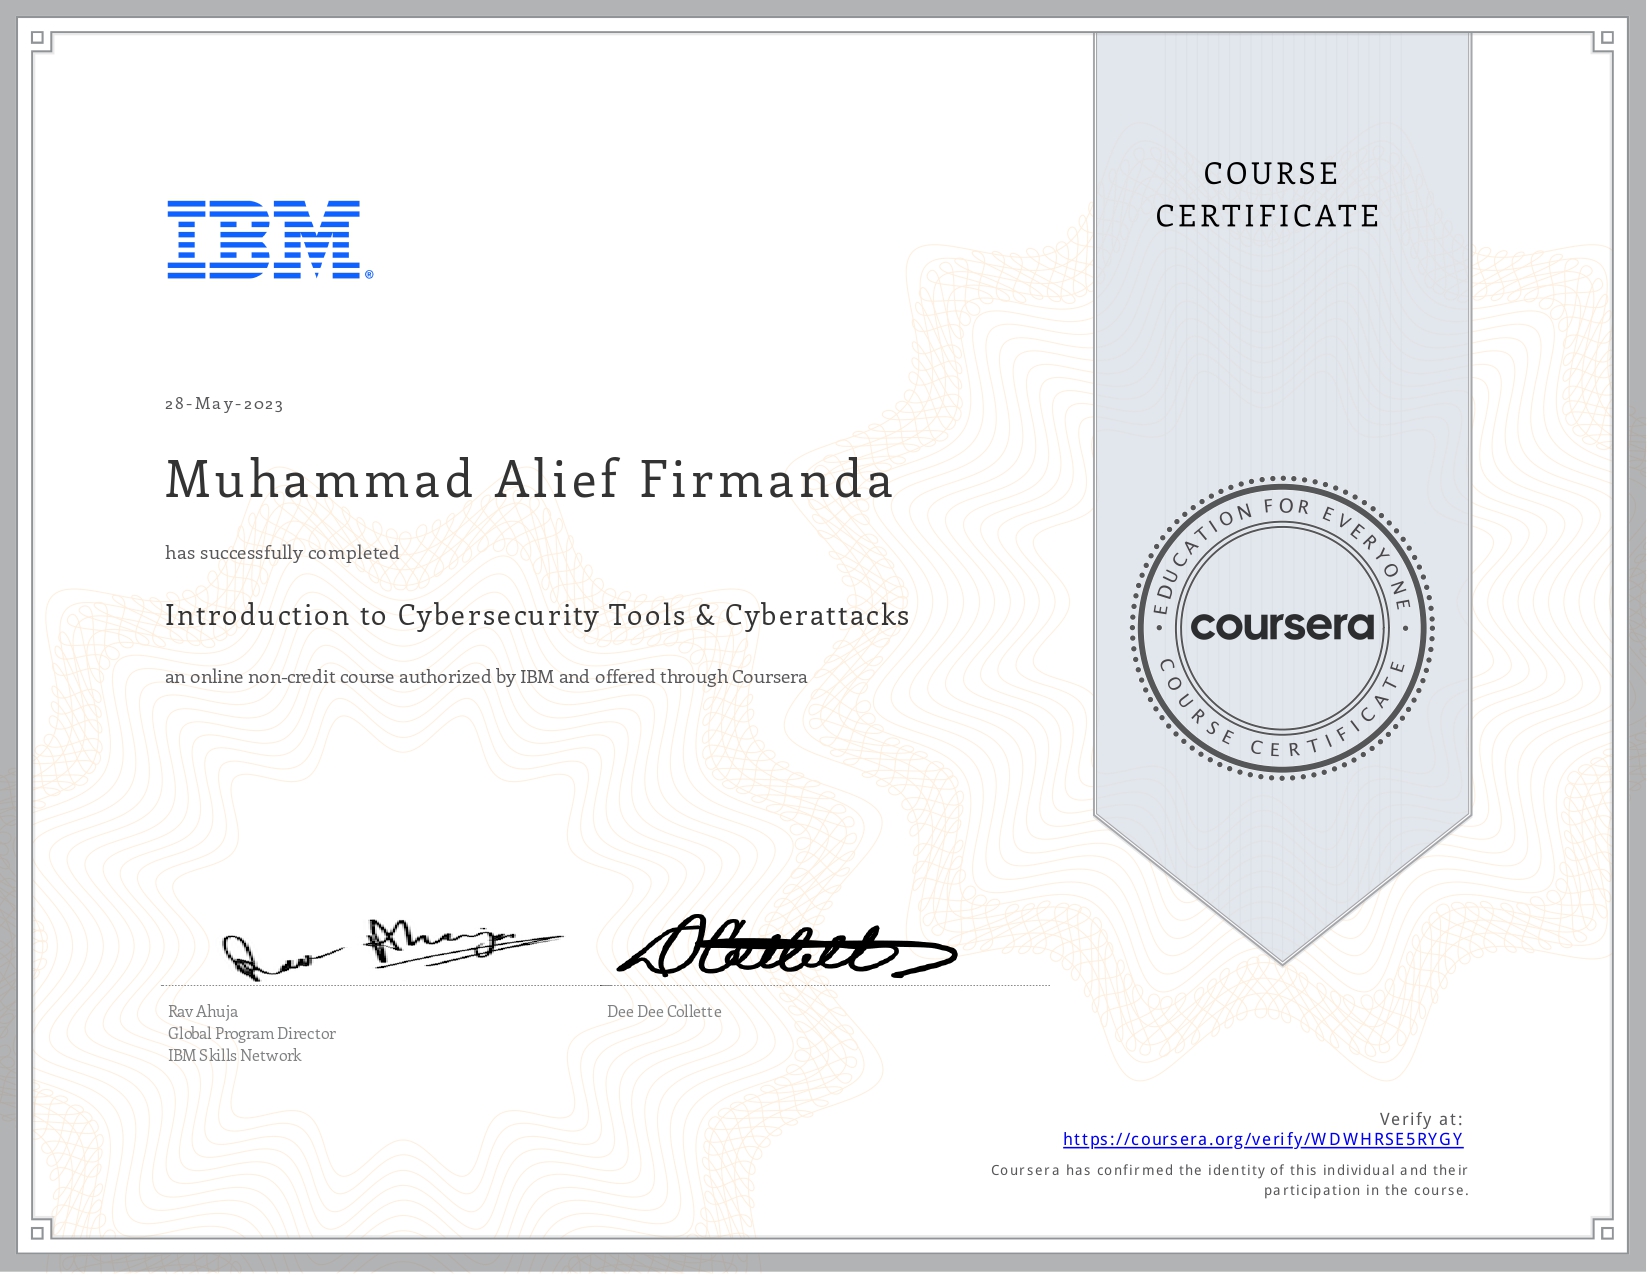 COURSE
CERTIFICATE
IBM®
28-May-2023
Muhammad Alief Firmanda
has successfully completed
Introduction to Cybersecurity Tools & Cyberattacks
an online non-credit course authorized by IBM and offered through Coursera
EDUCATION FOR EVERYONE
coursera
COURSE CERTIFICATE
Rav Ahuja
Global Program Director
IBM Skills Network
Dee Dee Collette
Verify at:
https://coursera.org/verify/WDWHRSE5RYGY
Coursera has confirmed the identity of this individual and their
participation in the course.